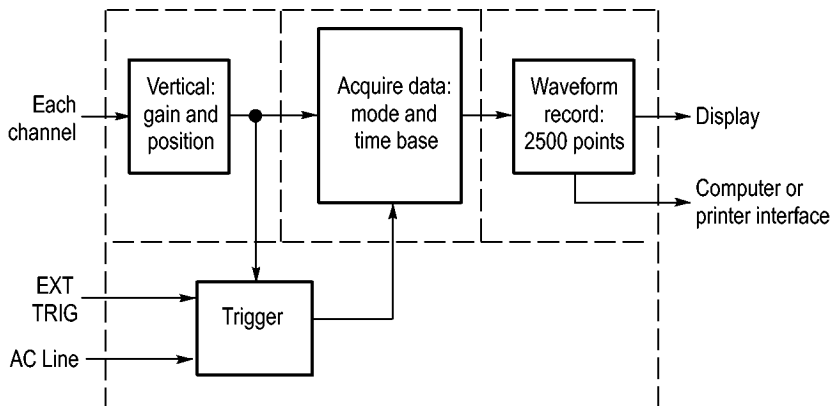 Each
channel
Vertical:
gain and
position
Acquire data:
mode and
time base
Waveform
record:
2500 points
Display
Computer or
printer interface
EXT
TRIG
Trigger
AC Line